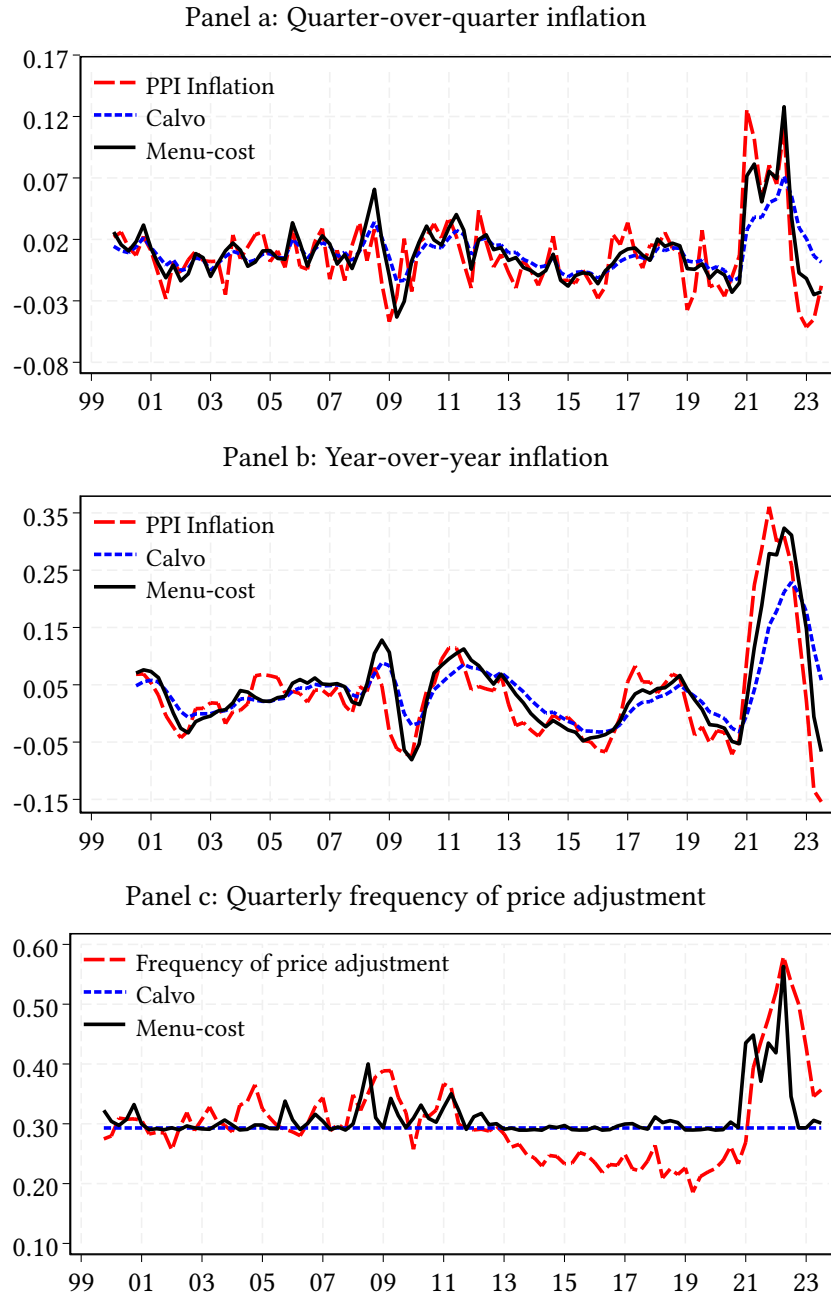 Panel a: Quarter-over-quarter inflation
0.17
0.12
0.07
0.02
-0.03
-0.08
PPI Inflation
Calvo
Menu-cost
99 01 03 05 07 09 11 13 15 17 19 21 23
Panel b: Year-over-year inflation
0.35
0.25
0.15
0.05
-0.05
-0.15
PPI Inflation
Calvo
Menu-cost
99 01 03 05 07 09 11 13 15 17 19 21 23
Panel c: Quarterly frequency of price adjustment
0.60
0.50
0.40
0.30
0.20
0.10
Frequency of price adjustment
Calvo
Menu-cost
99 01 03 05 07 09 11 13 15 17 19 21 23